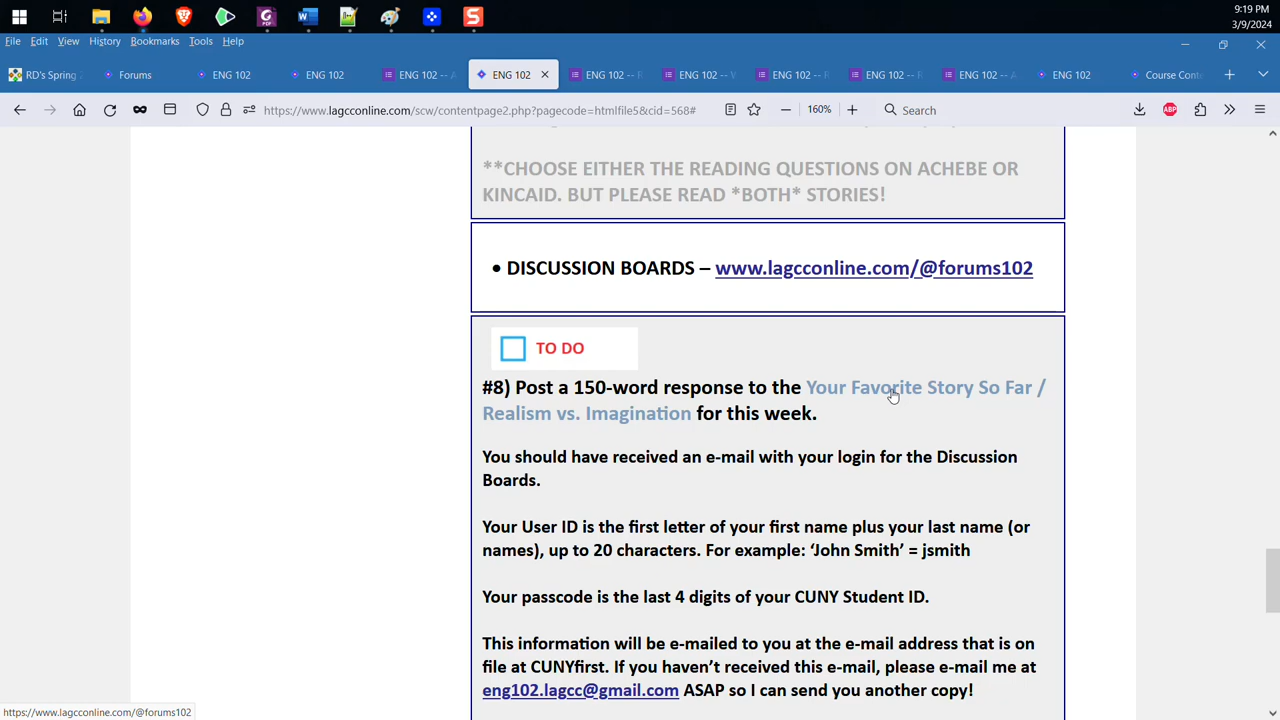 9:19 PM
3/9/2024
File Edit View History Bookmarks Tools Help
RD's Spring
Forums
ENG 102
ENG 102
ENG 102 -- A
ENG 102
ENG 102 -- R
ENG 102 -- V
ENG 102 -- R
ENG 102 -- R
ENG 102 -- A
ENG 102
Course Cont
https://www.lagcconline.com/scw/contentpage2.php?pagecode=htmlfile5&cid=568#
160%
Search
ABP
**CHOOSE EITHER THE READING QUESTIONS ON ACHEBE OR
KINCAID. BUT PLEASE READ *BOTH* STORIES!
• DISCUSSION BOARDS – www.lagcconline.com/@forums102
TO DO
#8) Post a 150-word response to the Your Favorite Story So Far /
Realism vs. Imagination for this week.
You should have received an e-mail with your login for the Discussion
Boards.
Your User ID is the first letter of your first name plus your last name (or
names), up to 20 characters. For example: ‘John Smith’ = jsmith
Your passcode is the last 4 digits of your CUNY Student ID.
This information will be e-mailed to you at the e-mail address that is on
file at CUNYfirst. If you haven’t received this e-mail, please e-mail me at
eng102.lagcc@gmail.com ASAP so I can send you another copy!
https://www.lagcconline.com/@forums102